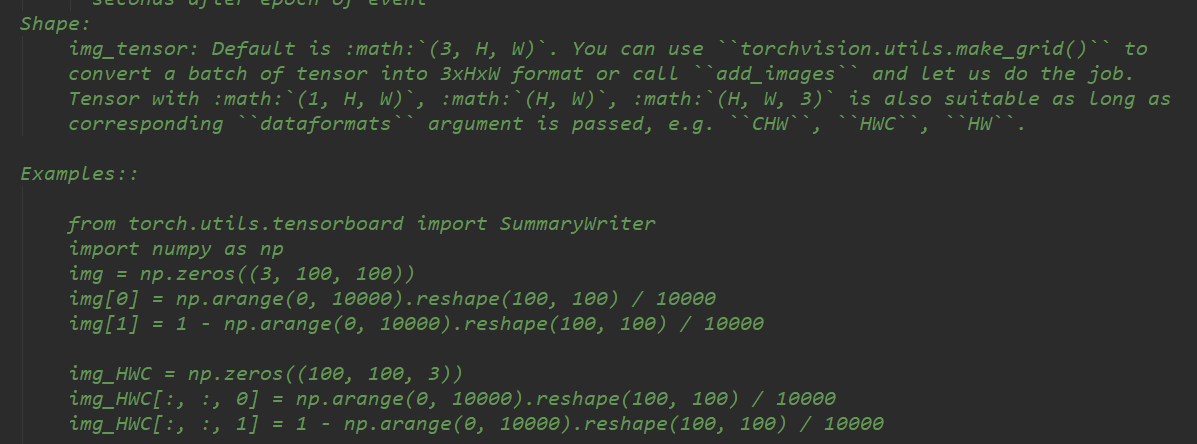 seconds after epoch of event
Shape:
img_tensor: Default is :math:`(3, H, W)`. You can use ``torchvision.utils.make_grid()`` to
convert a batch of tensor into 3xHxW format or call ``add_images`` and let us do the job.
Tensor with :math:`(1, H, W)`, :math:`(H, W)`, :math:`(H, W, 3)` is also suitable as long as
corresponding ``dataformats`` argument is passed, e.g. ``CHW``, ``HWC``, ``HW``.
Examples::
from torch.utils.tensorboard import SummaryWriter
import numpy as np
img = np.zeros((3, 100, 100))
img[0] = np.arange(0, 10000).reshape(100, 100) / 10000
img[1] = 1 - np.arange(0, 10000).reshape(100, 100) / 10000
img_HWC = np.zeros((100, 100, 3))
img_HWC[:, :, 0] = np.arange(0, 10000).reshape(100, 100) / 10000
img_HWC[:, :, 1] = 1 - np.arange(0, 10000).reshape(100, 100) / 10000